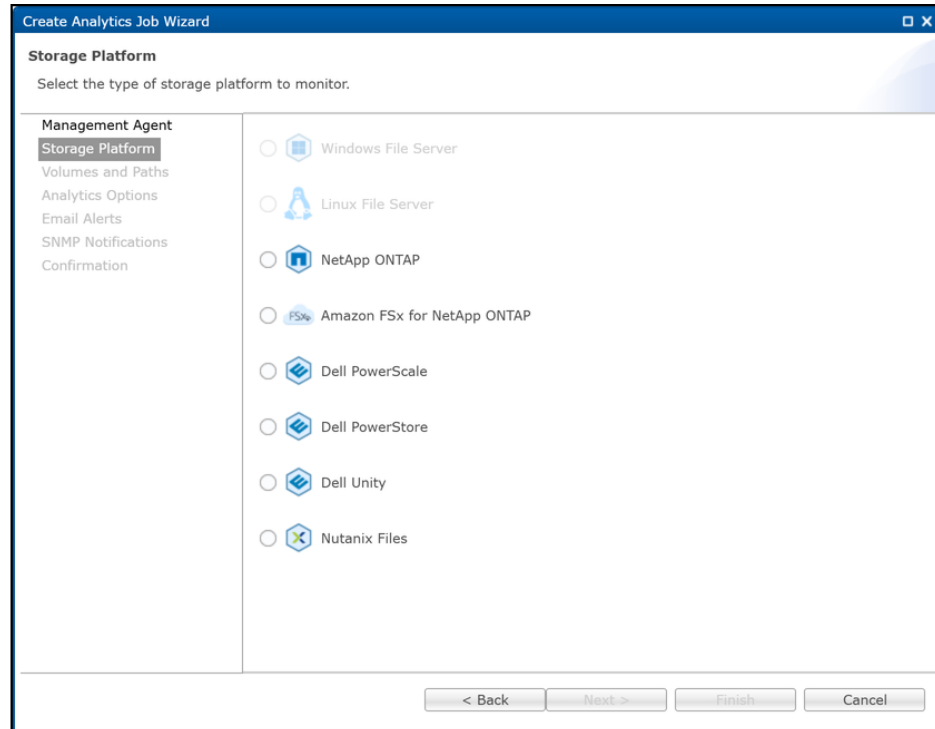 Create Analytics Job Wizard
Storage Platform
Select the type of storage platform to monitor.
Management Agent
Storage Platform
Volumes and Paths
Analytics Options
Email Alerts
SNMP Notifications
Confirmation
Windows File Server
Linux File Server
NetApp ONTAP
FSx Amazon FSx for NetApp ONTAP
Dell PowerScale
Dell PowerStore
Dell Unity
Nutanix Files
< Back Next > Finish Cancel